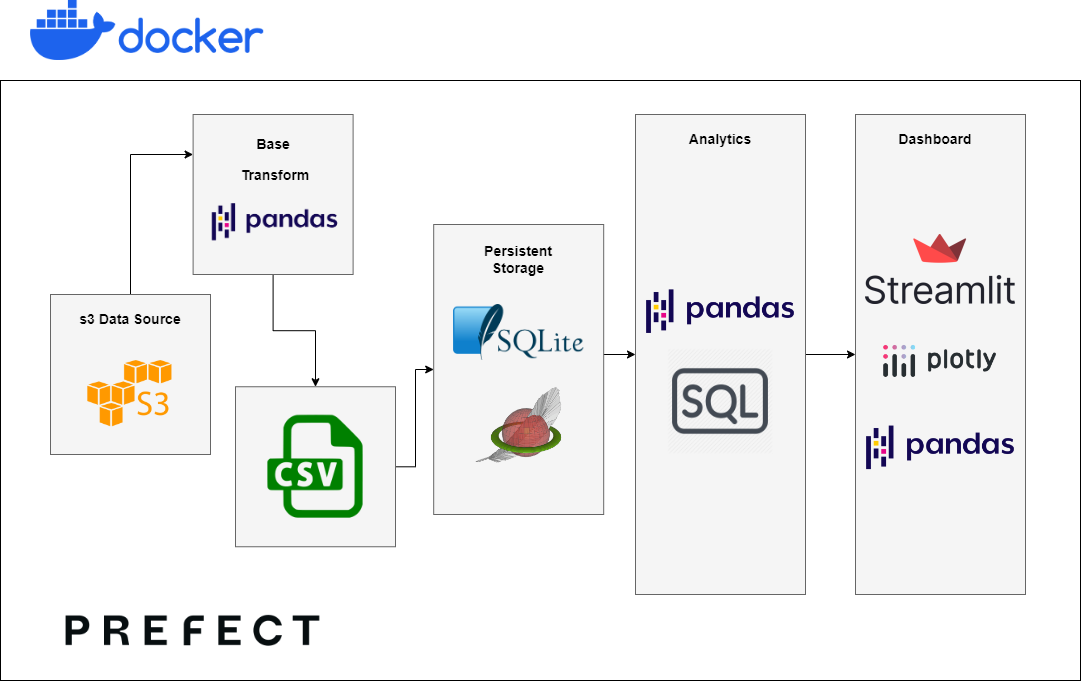 docker
Base
Transform
pandas
s3 Data Source
S3
CSV
Persistent
Storage
SQLite
Analytics
pandas
SQL
Dashboard
Streamlit
plotly
pandas
PREFECT